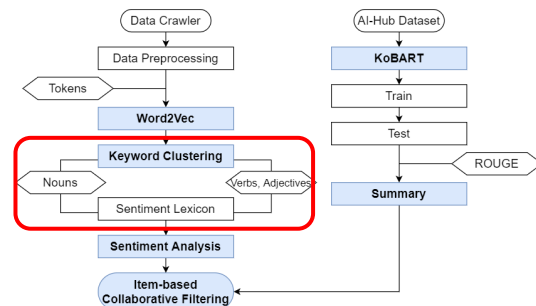 Data Crawler
Data Preprocessing
Tokens
Word2Vec
Keyword Clustering
Nouns
Verbs, Adjectives
Sentiment Lexicon
Sentiment Analysis
Item-based
Collaborative Filtering
AI-Hub Dataset
KoBART
Train
Test
ROUGE
Summary